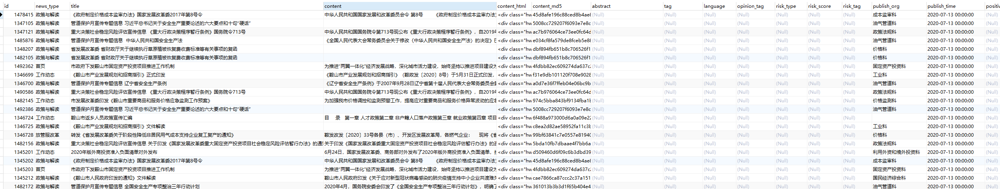 id news_type title content content_html content_md5 abstract tag language opinion_tag risk_type risk_score risk_tag publish_org publish_time positiv
1478415 政策与解读 《政府制定价格成本监审办法》国家发展改革委2017年第8号令 中华人民共和国国家发展和改革委员会令 第8号 《政府制定价格成本监审办法》 <div class="hw 45d8afe196c88ced8b4ae8 (Null) (Null) (Null) (Null) (Null) (Null) (Null) 成本监审科 2020-07-13 00:00:00 (Null)
1347105 政策与解读 管道保护月宣传专题信息 习近平总书记关于安全生产重要论述的六大要点和十句“硬话” <div class="hw 5008cc729207f6093e7e8c (Null) (Null) (Null) (Null) (Null) (Null) (Null) 油气管道科 2020-07-13 00:00:00 (Null)
1347121 政策与解读 重大决策社会稳定风险评估宣传信息 《重大行政决策程序暂行条例》国务院令713号 中华人民共和国国务院令第713号现公布《重大行政决策程序暂行条例》，自2019年 <div class="hw ac7b976064ce73ee0fc64d (Null) (Null) (Null) (Null) (Null) (Null) (Null) 政策法规科 2020-07-13 00:00:00 (Null)
1485876 政策与解读 管道保护月宣传专题信息 中华人民共和国安全生产法 《全国人民代表大会常务委员会关于修改〈中华人民共和国安全生产法〉的决定》已 <div class="hw e034cf8fa579de8fceb5e88 (Null) (Null) (Null) (Null) (Null) (Null) (Null) 油气管道科 2020-07-13 00:00:00 (Null)
1348207 政策与解读 省发展改革委 省财政厅关于继续执行草原植被恢复费收费标准等有关事项的复函 <div class="hw dbf894fb651b8c706526f1 (Null) (Null) (Null) (Null) (Null) (Null) (Null) 价格科 2020-07-13 00:00:00 (Null)
1482105 政策与解读 省发展改革委 省财政厅关于继续执行草原植被恢复费收费标准等有关事项的复函 <div class="hw dbf894fb651b8c706526f1 (Null) (Null) (Null) (Null) (Null) (Null) (Null) 价格科 2020-07-13 00:00:00 (Null)
1492362 首页 市政府下发鞍山市固定资产投资项目推进工作机制 为推进“两翼一体化”经济发展战略，深化城市活力建设，始终坚持以推进项目建设为 <div class="hw 4fdbb82ec609274da637c2 (Null) (Null) (Null) (Null) (Null) (Null) (Null) 固定资产投资科 2020-07-13 00:00:00 (Null)
1346699 工作动态 《鞍山市产业发展规划和招商指引》正式印发 《鞍山市产业发展规划和招商指引》（鞍政发〔2020〕8号）于5月31日正式印发， <div class="hw f31e9db101120f708e9028 (Null) (Null) (Null) (Null) (Null) (Null) (Null) 工业科 2020-07-13 00:00:00 (Null)
1346700 政策与解读 管道保护月宣传专题信息 辽宁省安全生产条例 《辽宁省安全生产条例》于2007年9月28日辽宁省第十届人民代表大会常务委员会第 <div class="hw a0d7e36f7ffeb04e06bc9b (Null) (Null) (Null) (Null) (Null) (Null) (Null) 油气管道科 2020-07-13 00:00:00 (Null)
1490586 政策与解读 重大决策社会稳定风险评估宣传信息 《重大行政决策程序暂行条例》国务院令713号 中华人民共和国国务院令第713号现公布《重大行政决策程序暂行条例》，自2019年 <div class="hw ac7b976064ce73ee0fc64d (Null) (Null) (Null) (Null) (Null) (Null) (Null) 政策法规科 2020-07-13 00:00:00 (Null)
1482145 工作动态 市发展改革委印发《鞍山市重要商品和服务价格应急监测工作预案》 为加强我市价格调控和监测预警工作，提高应对重要商品和服务价格异常波动的应急 <div class="hw 974c5bba843bf9134fba1b (Null) (Null) (Null) (Null) (Null) (Null) (Null) 价格监测科 2020-07-13 00:00:00 (Null)
1492386 政策与解读 管道保护月宣传专题信息 习近平总书记关于安全生产重要论述的六大要点和十句“硬话” <div class="hw 5008cc729207f6093e7e8c (Null) (Null) (Null) (Null) (Null) (Null) (Null) 油气管道科 2020-07-13 00:00:00 (Null)
1346724 工作动态 鞍山市返乡人员政策宣传汇编 目 录 第一章 人才政策第二章 非户籍人口落户政策第三章 就业政策第四章 项目 <div class="hw 6f488a973000d6a0a09e22 (Null) (Null) (Null) (Null) (Null) (Null) (Null) 2020-07-13 00:00:00 (Null)
1346725 政策与解读 《鞍山市产业发展规划和招商指引》文件解读 <div class="hw c8ea2d82ae58952fa11c3b (Null) (Null) (Null) (Null) (Null) (Null) (Null) 工业科 2020-07-13 00:00:00 (Null)
1346728 放管服改革 转发《省发展改革委关于阶段性降低非居民用气成本支持企业复工复产的通知》 鞍发改发〔2020〕33号各县（市）、开发区发展改革局，各燃气企业： 现将《省 <div class="hw 99bf63841c7e0557e81940 (Null) (Null) (Null) (Null) (Null) (Null) (Null) 价格科 2020-07-13 00:00:00 (Null)
1482156 政策与解读 重大决策社会稳定风险评估宣传信息 关于印发《国家发展改革委重大固定资产投资项目社会稳定风险评估暂行办法》的通 关于印发《国家发展改革委重大固定资产投资项目社会稳定风险评估暂行办法》的通 <div class="hw 5bda10fb7dbaae4f7bb6a (Null) (Null) (Null) (Null) (Null) (Null) (Null) 政策法规科 2020-07-13 00:00:00 (Null)
1345201 工作动态 2020年版外商投资准入负面清单对外发布 6月24日，国家发展改革委、商务部对外发布了2020年版外商投资准入负面清单， <div class="hw d509460d6f09c6b3dbd39 (Null) (Null) (Null) (Null) (Null) (Null) (Null) 利用外资和境外投资科 2020-07-13 00:00:00 (Null)
1345202 政策与解读 《政府制定价格成本监审办法》国家发展改革委2017年第8号令 中华人民共和国国家发展和改革委员会令 第8号 《政府制定价格成本监审办法》 <div class="hw 45d8afe196c88ced8b4ae8 (Null) (Null) (Null) (Null) (Null) (Null) (Null) 成本监审科 2020-07-13 00:00:00 (Null)
1345203 首页 市政府下发鞍山市固定资产投资项目推进工作机制 为推进“两翼一体化”经济发展战略，深化城市活力建设，始终坚持以推进项目建设为 <div class="hw 4fdbb82ec609274da637c2 (Null) (Null) (Null) (Null) (Null) (Null) (Null) 固定资产投资科 2020-07-13 00:00:00 (Null)
1345212 政策与解读 《鞍山市人民政府印发的通知》文件解读 鞍山市人民政府印发《关于应对新型冠状病毒感染的肺炎疫情支持中小企业共渡难关 <div class="hw cae7866ca87ccc2c37a151 (Null) (Null) (Null) (Null) (Null) (Null) (Null) 国民经济综合科 2020-07-13 00:00:00 (Null)
1482172 政策与解读 管道保护月宣传专题信息 全国安全生产专项整治三年行动计划 2020年4月，国务院安委会印发了《全国安全生产专项整治三年行动计划》，明确了 <div class="hw 361013b3b3d1f65b404e4 (Null) (Null) (Null) (Null) (Null) (Null) (Null) 油气管道科 2020-07-13 00:00:00 (Null)